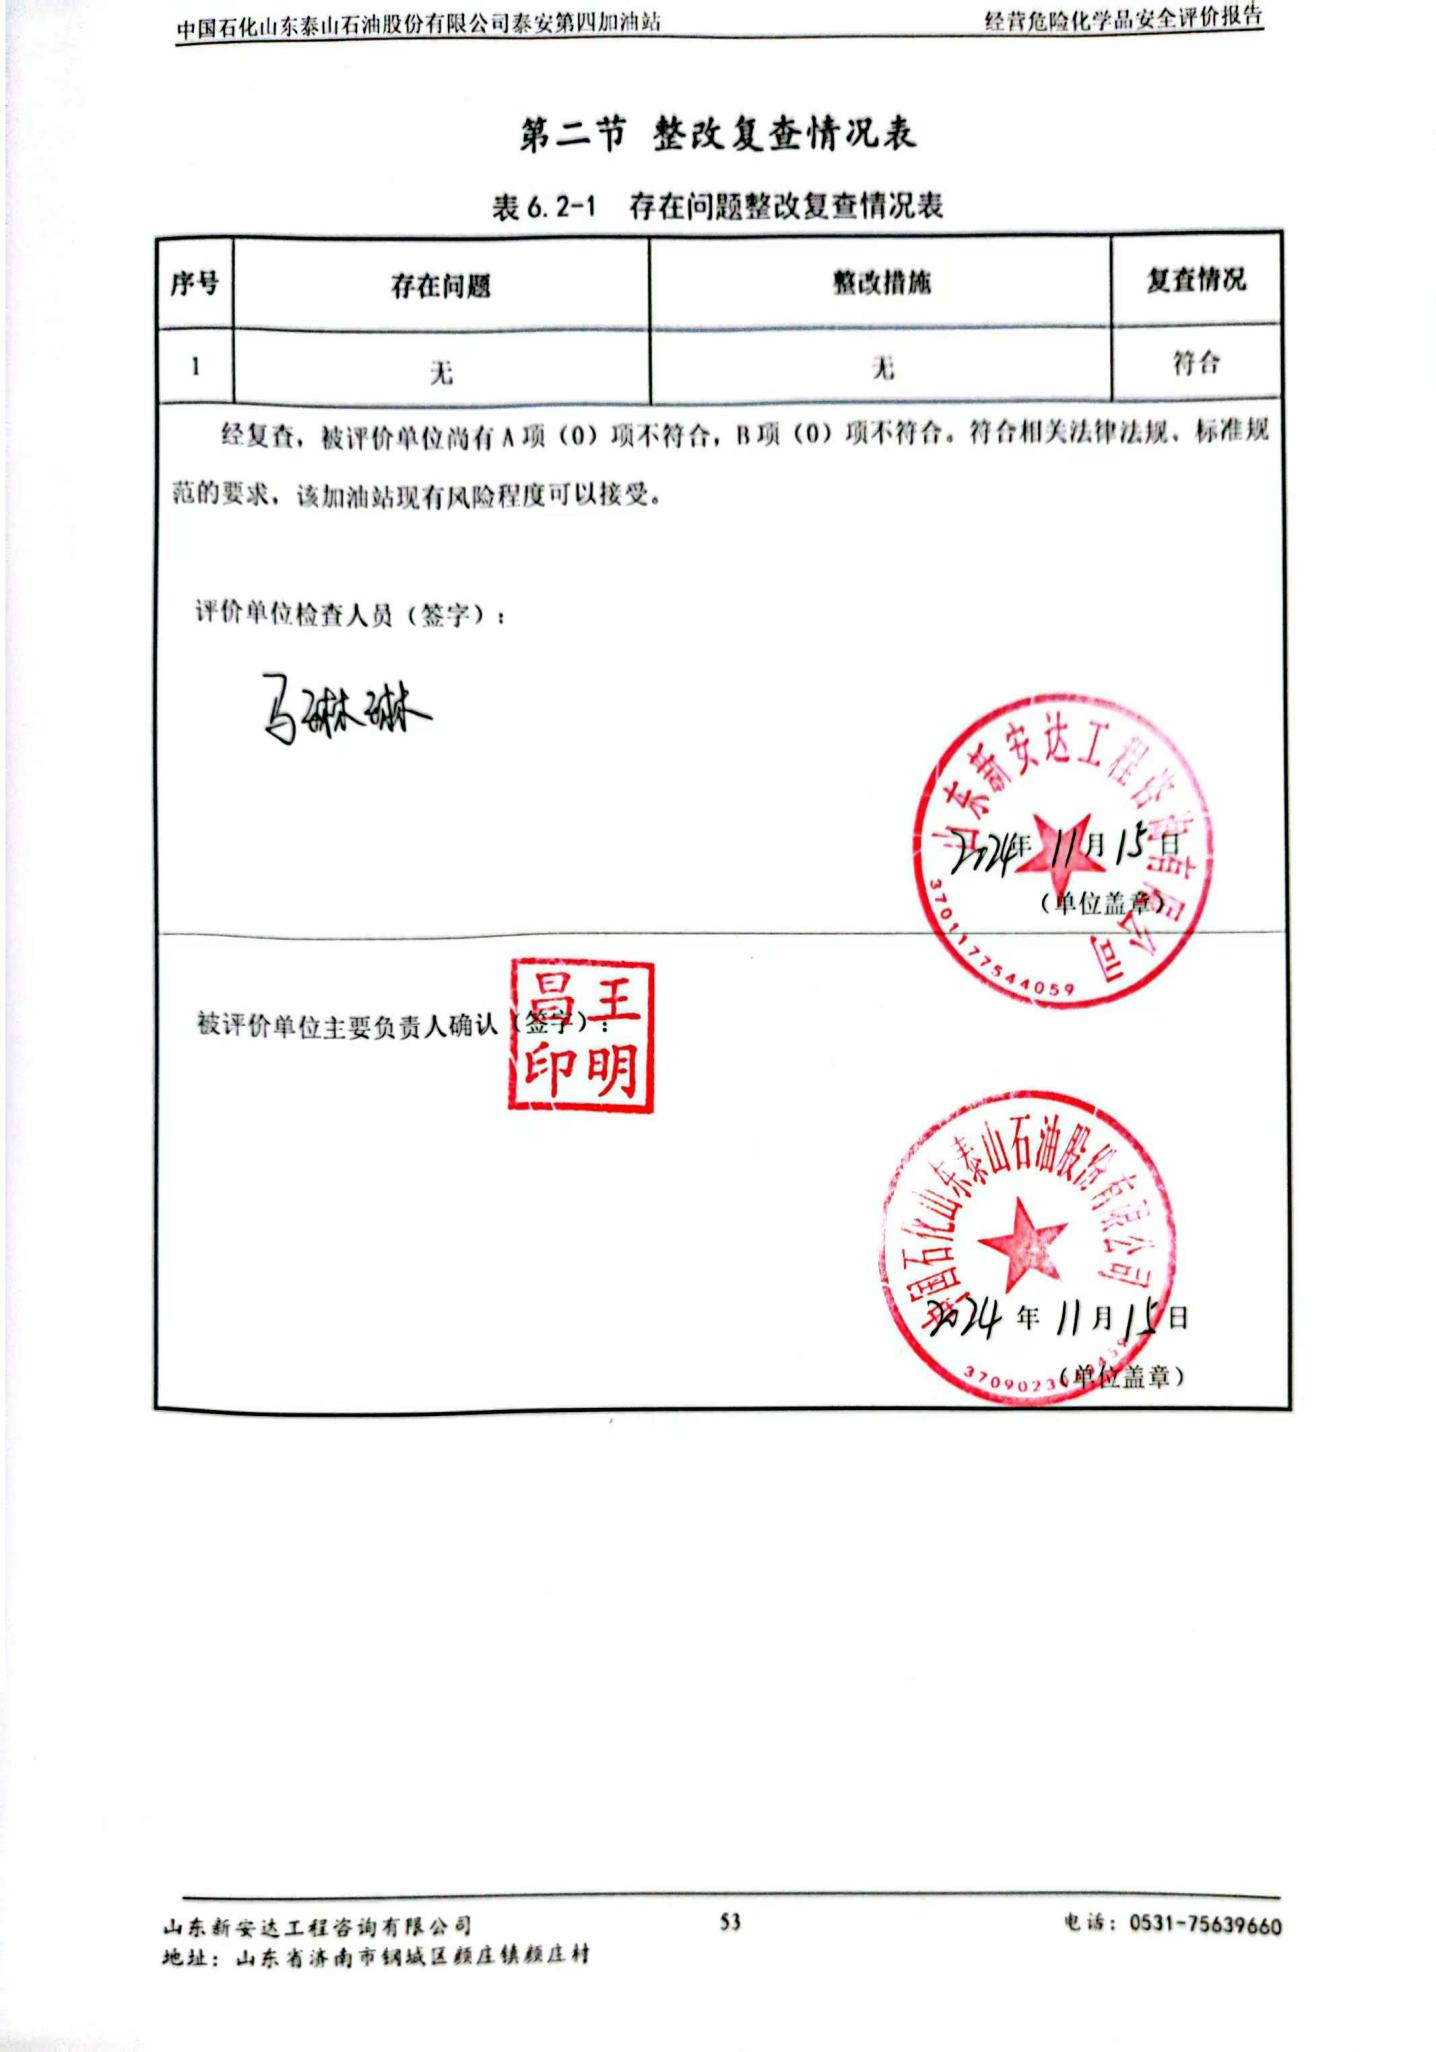 中国石化山东泰山石油股份有限公司泰安第四加油站 经营危险化学品安全评价报告
第二节 整改复查情况表
表 6.2-1 存在问题整改复查情况表
序号 存在问题 整改措施 复查情况
1 无 无 符合
经复查，被评价单位尚有 A 项（0）项不符合，B 项（0）项不符合。符合相关法律法规、标准规
范的要求，该加油站现有风险程度可以接受。
评价单位检查人员（签字）：
马琳琳
山东新安达工程咨询有限公司
2024年 11月 15日
（单位盖章）
3701177544059
被评价单位主要负责人确认（签字）：
王明昌印
中国石化山东泰山石油股份有限公司
2024 年 11月 15日
（单位盖章）
山东新安达工程咨询有限公司 53 电话：0531-75639660
地址：山东省济南市钢城区颜庄镇颜庄村